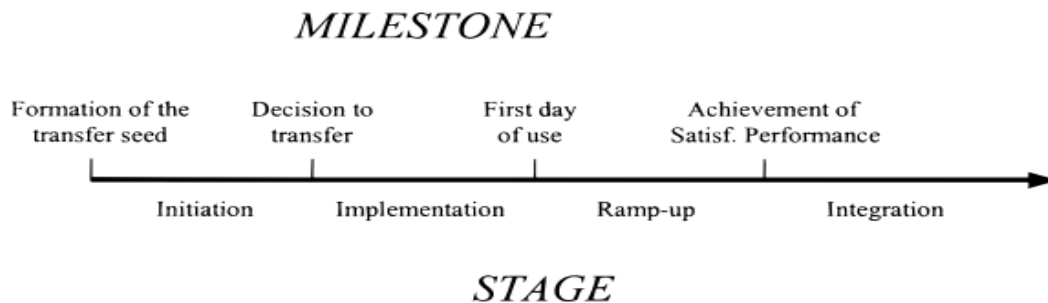 MILESTONE
Formation of the
transfer seed
Decision to
transfer
First day
of use
Achievement of
Satisf. Performance
Initiation
Implementation
Ramp-up
Integration
STAGE